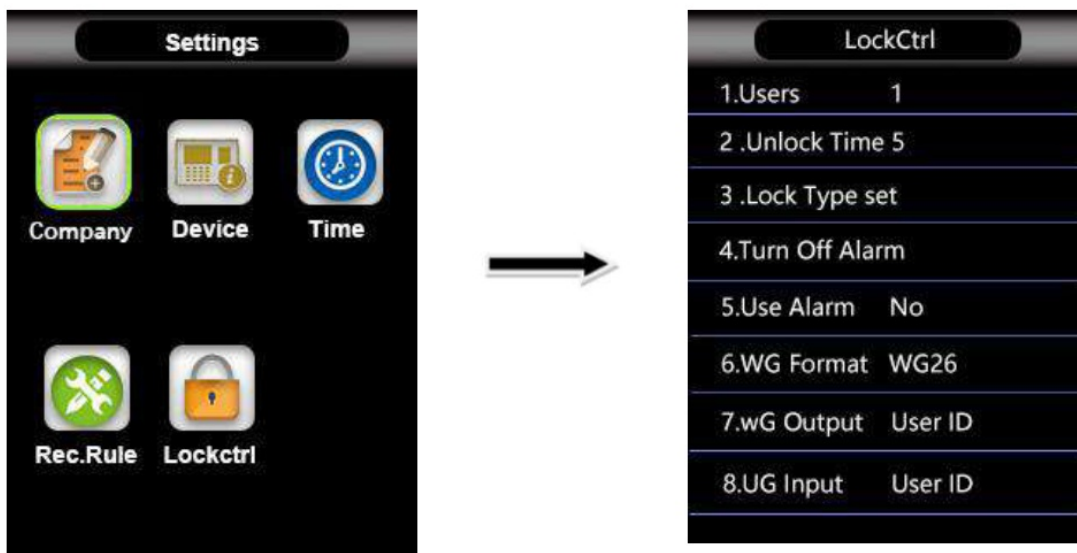 Settings
Company Device Time
Rec.Rule Lockctrl
LockCtrl
1.Users 1
2 .Unlock Time 5
3 .Lock Type set
4.Turn Off Alarm
5.Use Alarm No
6.WG Format WG26
7.wG Output User ID
8.UG Input User ID